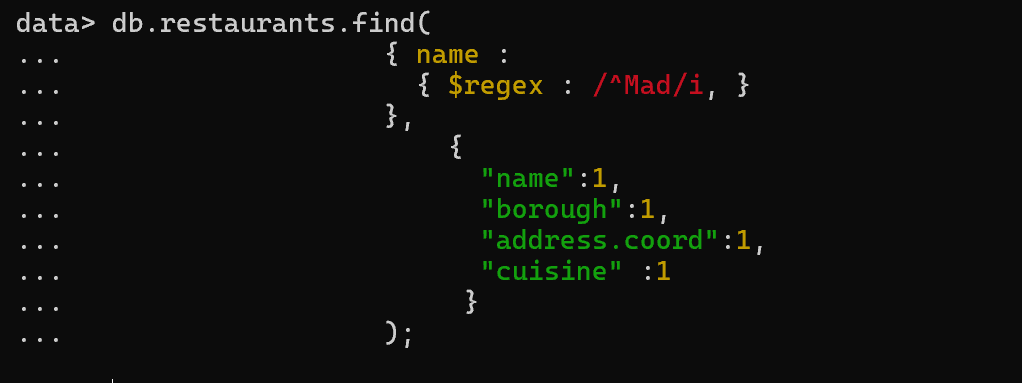 data> db.restaurants.find(
...                    { name :
...                      { $regex : /^Mad/i, }
...                    },
...                        {
...                          "name":1,
...                          "borough":1,
...                          "address.coord":1,
...                          "cuisine" :1
...                         }
...                    );